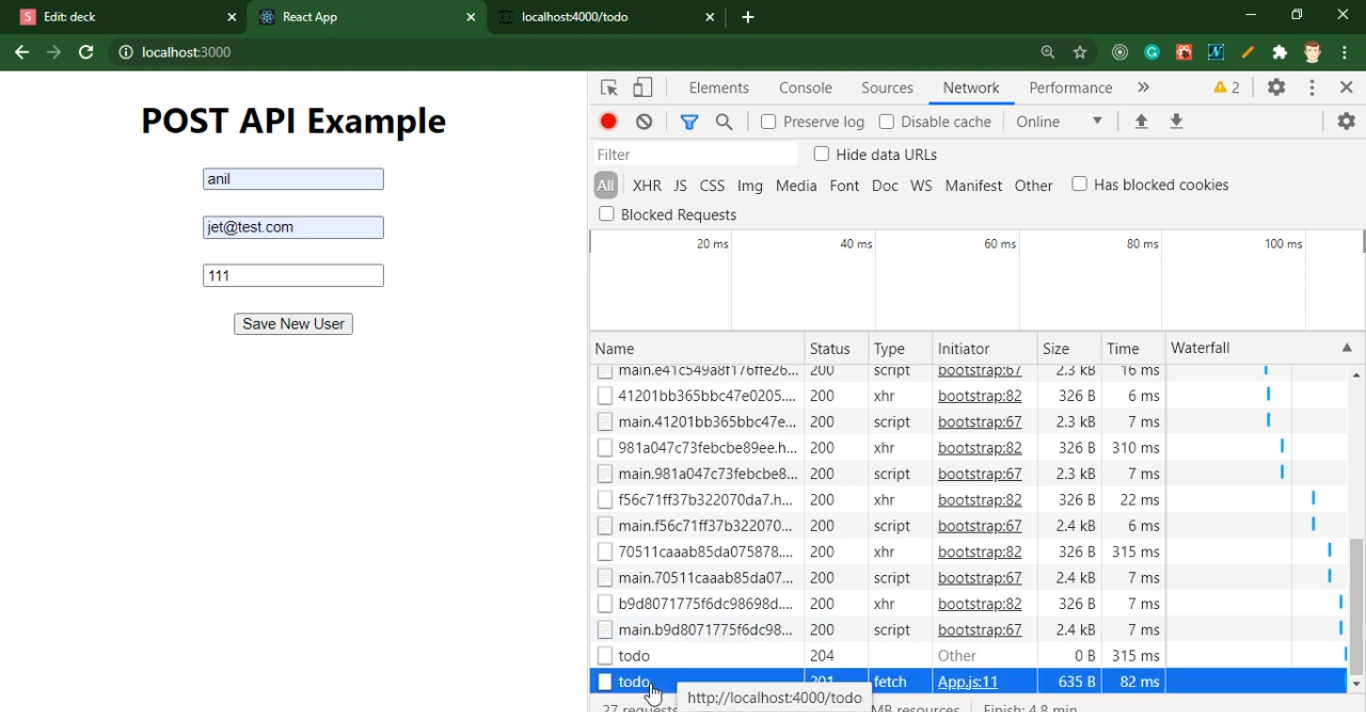 Edit: deck
React App
localhost:4000/todo
localhost:3000
POST API Example
anil
jet@test.com
111
Save New User
Elements Console Sources Network Performance 2
Preserve log Disable cache Online
Filter Hide data URLs
All XHR JS CSS Img Media Font Doc WS Manifest Other Has blocked cookies
Blocked Requests
20 ms 40 ms 60 ms 80 ms 100 ms
Name Status Type Initiator Size Time Waterfall
main.e41c549a8f176ffe26... 200 script bootstrap:67 2.3 kB 16 ms
41201bb365bbc47e0205.... 200 xhr bootstrap:82 326 B 6 ms
main.41201bb365bbc47e... 200 script bootstrap:67 2.3 kB 7 ms
981a047c73febcbe89ee.h... 200 xhr bootstrap:82 326 B 310 ms
main.981a047c73febcbe8... 200 script bootstrap:67 2.3 kB 7 ms
f56c71ff37b322070da7.h... 200 xhr bootstrap:82 326 B 22 ms
main.f56c71ff37b322070... 200 script bootstrap:67 2.4 kB 6 ms
70511caaab85da075878.... 200 xhr bootstrap:82 326 B 315 ms
main.70511caaab85da07... 200 script bootstrap:67 2.4 kB 7 ms
b9d8071775f6dc98698d.... 200 xhr bootstrap:82 326 B 7 ms
main.b9d8071775f6dc98... 200 script bootstrap:67 2.4 kB 7 ms
todo 204 Other 0 B 315 ms
todo 201 fetch App.js:11 635 B 82 ms
http://localhost:4000/todo
27 requests MB resources Finish: 4.8 min